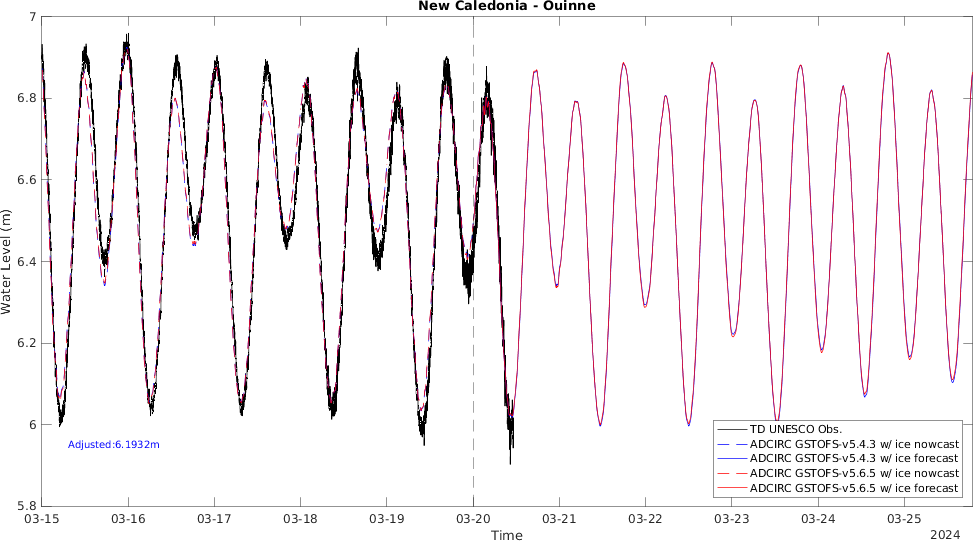 New Caledonia - Ouinne
7
6.8
6.6
6.4
6.2
6
5.8
Water Level (m)
Adjusted:6.1932m
TD UNESCO Obs.
ADCIRC GSTOFS-v5.4.3 w/ ice nowcast
ADCIRC GSTOFS-v5.4.3 w/ ice forecast
ADCIRC GSTOFS-v5.6.5 w/ ice nowcast
ADCIRC GSTOFS-v5.6.5 w/ ice forecast
03-15 03-16 03-17 03-18 03-19 03-20 03-21 03-22 03-23 03-24 03-25
Time
2024